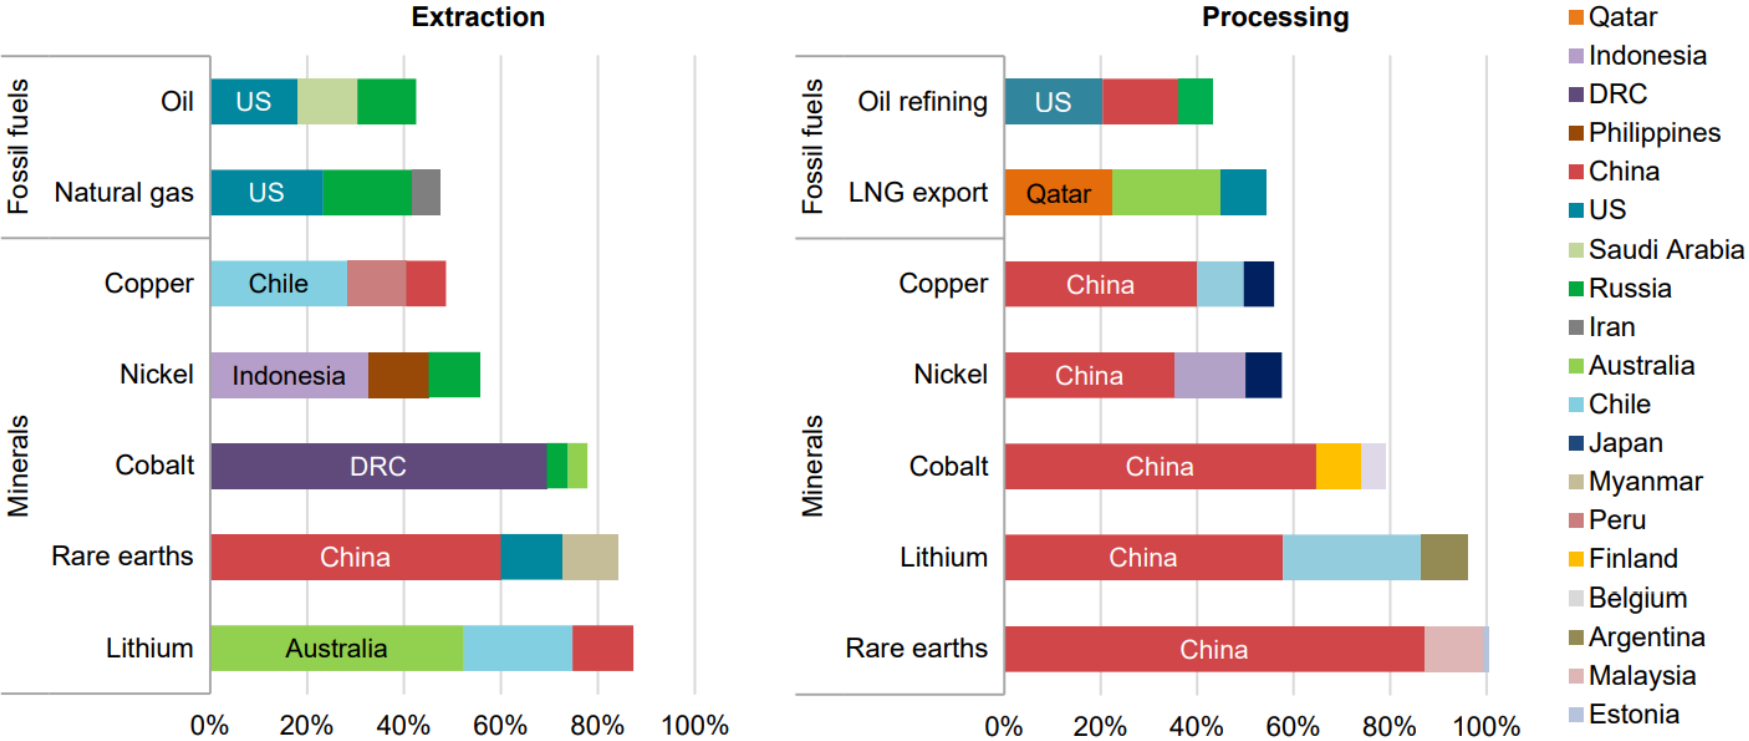 Extraction
Fossil fuels
Oil
US
Natural gas
US
Minerals
Copper
Chile
Nickel
Indonesia
Cobalt
DRC
Rare earths
China
Lithium
Australia
0% 20% 40% 60% 80% 100%
Processing
Fossil fuels
Oil refining
US
LNG export
Qatar
Minerals
Copper
China
Nickel
China
Cobalt
China
Lithium
China
Rare earths
China
0% 20% 40% 60% 80% 100%
Qatar
Indonesia
DRC
Philippines
China
US
Saudi Arabia
Russia
Iran
Australia
Chile
Japan
Myanmar
Peru
Finland
Belgium
Argentina
Malaysia
Estonia